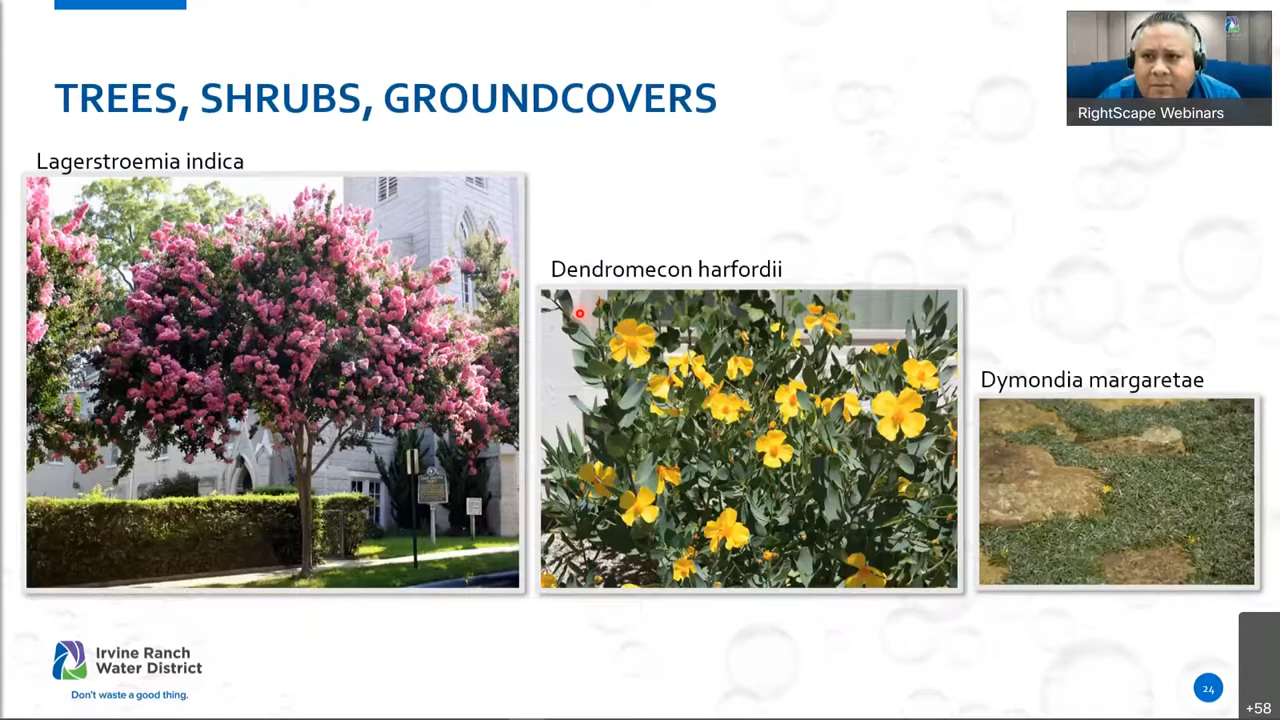 TREES, SHRUBS, GROUNDCOVERS
RightScape Webinars
Lagerstroemia indica
Dendromecon harfordii
Dymondia margaretae
Irvine Ranch
Water District
Don't waste a good thing.
24
+58